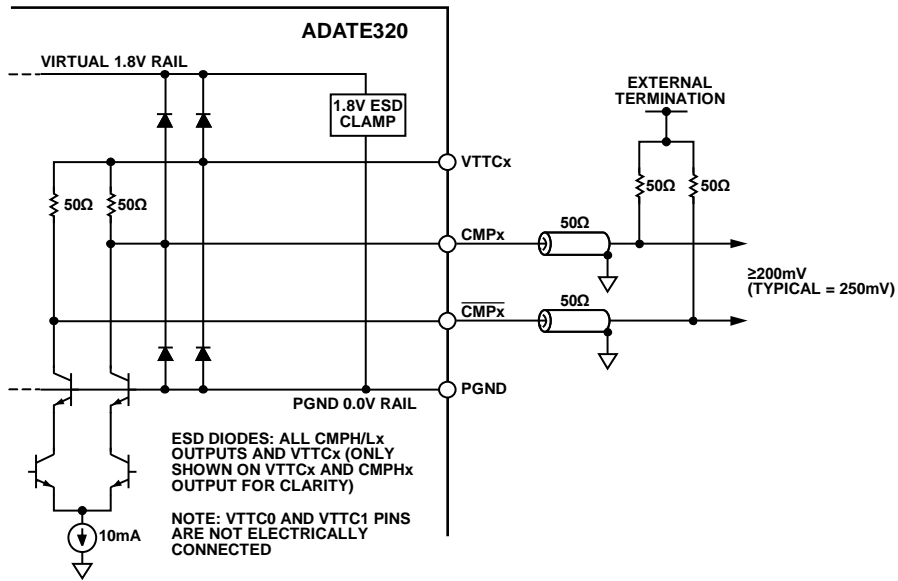 ADATE320
VIRTUAL 1.8V RAIL
1.8V ESD
CLAMP
EXTERNAL
TERMINATION
VTTCx
50Ω
50Ω
50Ω
50Ω
50Ω
CMPx
≥200mV
(TYPICAL = 250mV)
50Ω
CMPx
PGND
PGND 0.0V RAIL
ESD DIODES: ALL CMPH/Lx
OUTPUTS AND VTTCx (ONLY
SHOWN ON VTTCx AND CMPHx
OUTPUT FOR CLARITY)
NOTE: VTTC0 AND VTTC1 PINS
ARE NOT ELECTRICALLY
CONNECTED
10mA